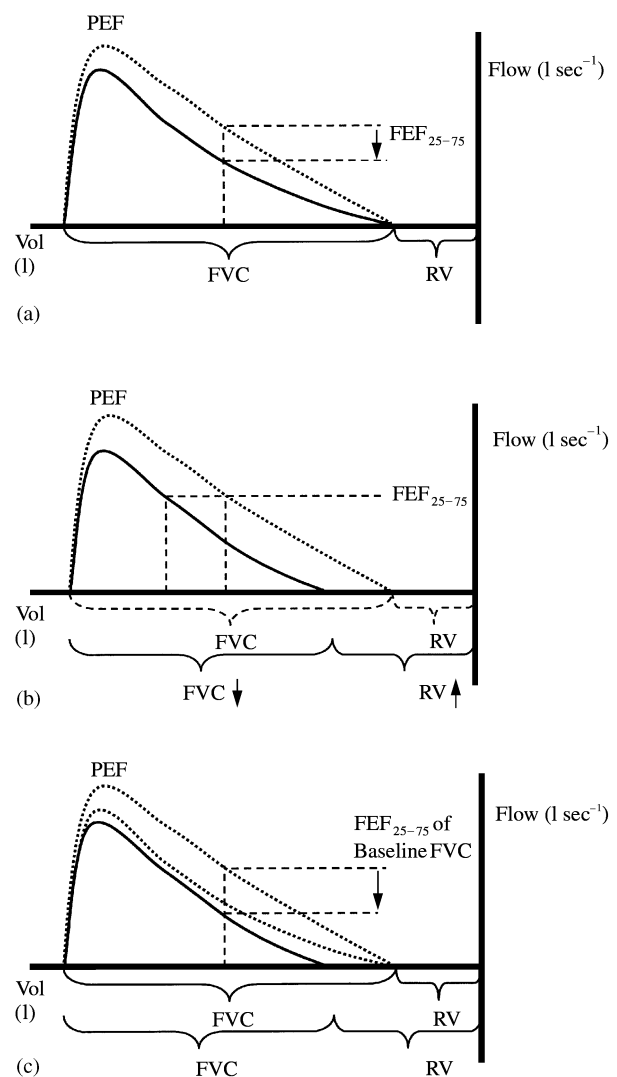 PEF
Flow (l sec⁻¹)
FEF25−75
Vol
(l)
FVC
RV
(a)
PEF
Flow (l sec⁻¹)
FEF25−75
Vol
(l)
FVC
RV
FVC
RV
(b)
PEF
Flow (l sec⁻¹)
FEF25−75 of
Baseline FVC
Vol
(l)
FVC
RV
FVC
RV
(c)